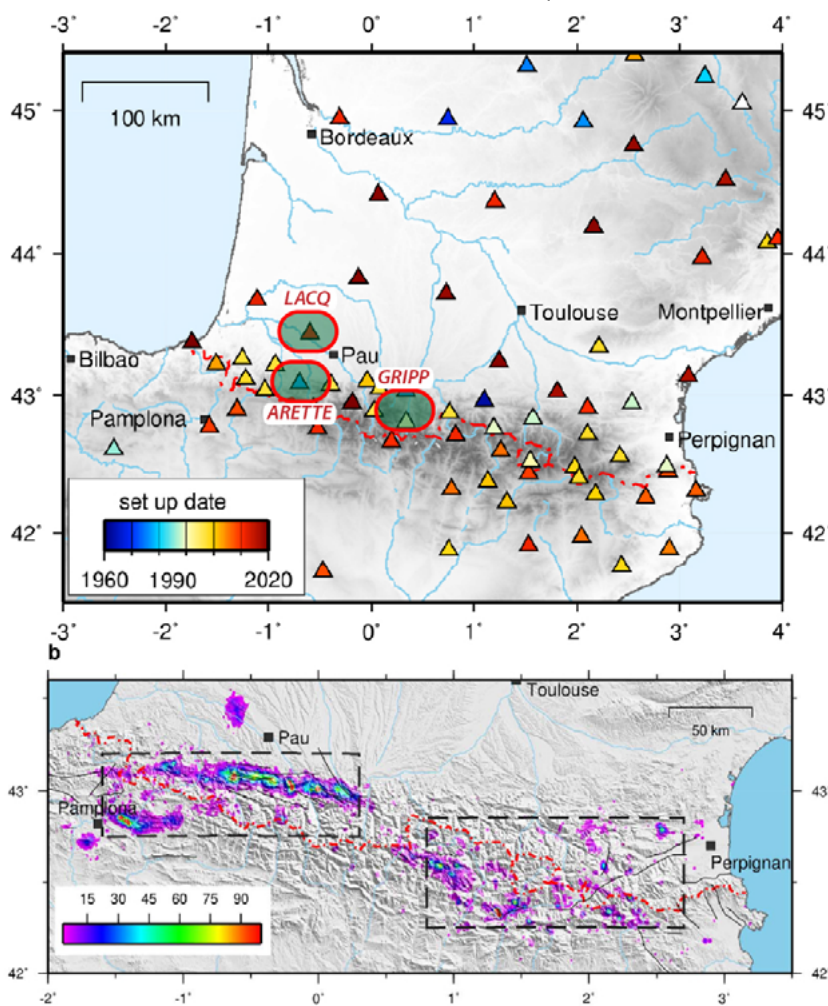 -3° -2° -1° 0° 1° 2° 3° 4°
45° 45°
100 km
Bordeaux
44° 44°
LACQ
Toulouse Montpellier
Bilbao Pau
GRIPP
43° 43°
ARETTE
Pamplona
Perpignan
set up date
42° 42°
1960 1990 2020
-3° -2° -1° 0° 1° 2° 3° 4°
b
Toulouse
50 km
Pau
43° 43°
Pamplona
Perpignan
15 30 45 60 75 90
42° 42°
-2° -1° 0° 1° 2° 3°